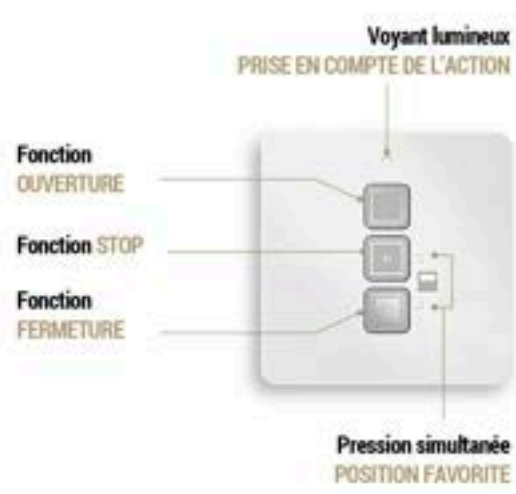 Voyant lumineux
PRISE EN COMPTE DE L'ACTION
Fonction
OUVERTURE
Fonction STOP
Fonction
FERMETURE
Pression simultanée
POSITION FAVORITE